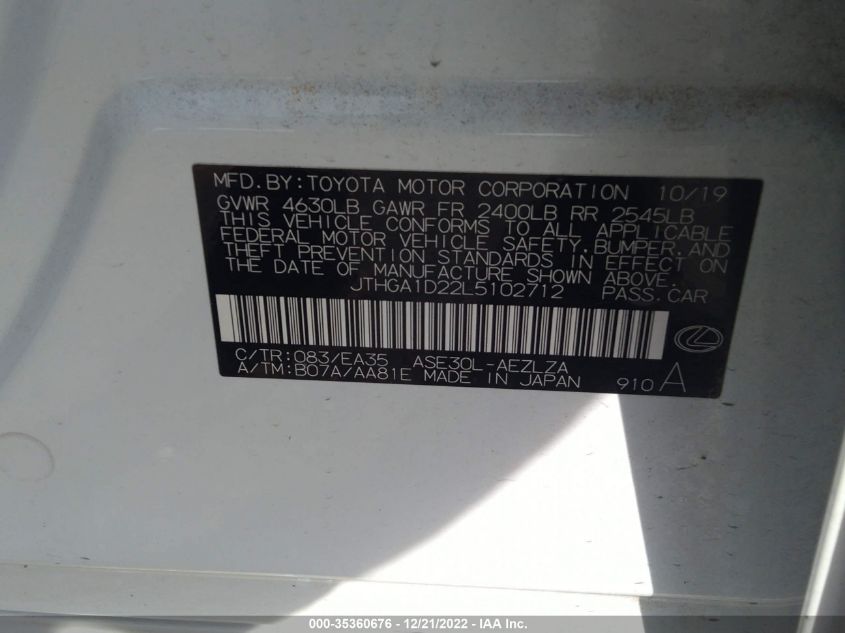 MFD.BY:TOYOTA MOTOR CORPORATION 10/19
GVWR 4630LB GAWR FR 2400LB RR 2545LB
THIS VEHICLE CONFORMS TO ALL APPLICABLE
FEDERAL MOTOR VEHICLE SAFETY,BUMPER,AND
THEFT PREVENTION STANDARDS IN EFFECT ON
THE DATE OF MANUFACTURE SHOWN ABOVE.
JTHGA1D22L5102712 PASS.CAR
C/TR:083/EA35 ASE30L-AEZLZA
A/TM:B07A/AA81E MADE IN JAPAN 910 A
000-35360676 - 12/21/2022 - IAA Inc.